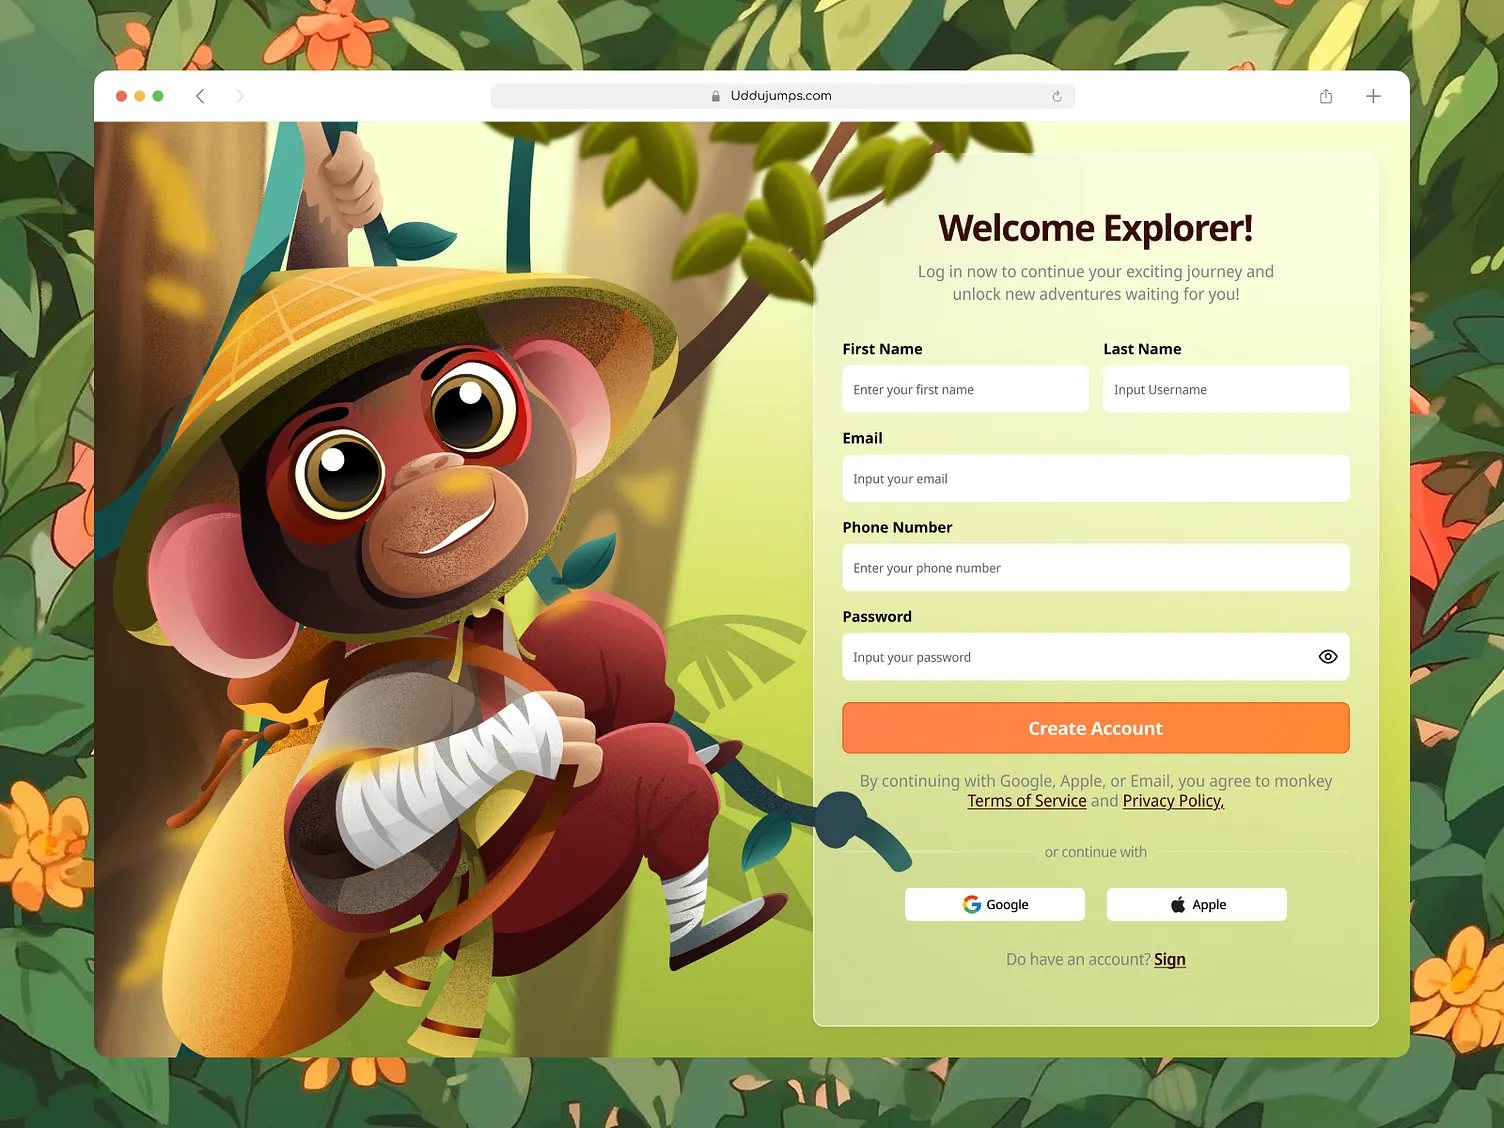 Uddujumps.com
Welcome Explorer!
Log in now to continue your exciting journey and
unlock new adventures waiting for you!
First Name
Last Name
Enter your first name
Input Username
Email
Input your email
Phone Number
Enter your phone number
Password
Input your password
Create Account
By continuing with Google, Apple, or Email, you agree to monkey
Terms of Service and Privacy Policy,
or continue with
Google
Apple
Do have an account? Sign